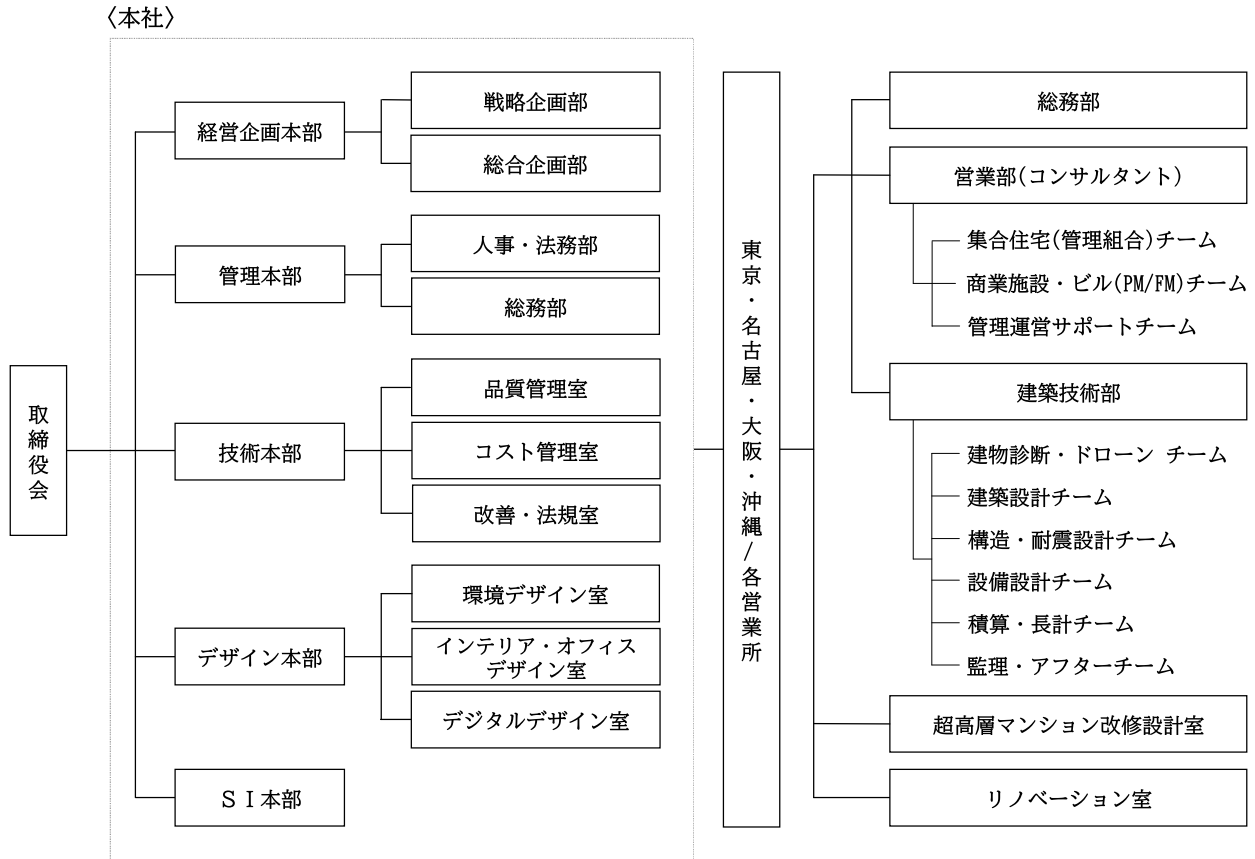 〈本社〉
取締役会
経営企画本部
戦略企画部
総合企画部
管理本部
人事・法務部
総務部
技術本部
品質管理室
コスト管理室
改善・法規室
デザイン本部
環境デザイン室
インテリア・オフィス
デザイン室
デジタルデザイン室
ＳＩ本部
東京・名古屋・大阪・沖縄/各営業所
総務部
営業部(コンサルタント)
集合住宅(管理組合)チーム
商業施設・ビル(PM/FM)チーム
管理運営サポートチーム
建築技術部
建物診断・ドローン チーム
建築設計チーム
構造・耐震設計チーム
設備設計チーム
積算・長計チーム
監理・アフターチーム
超高層マンション改修設計室
リノベーション室